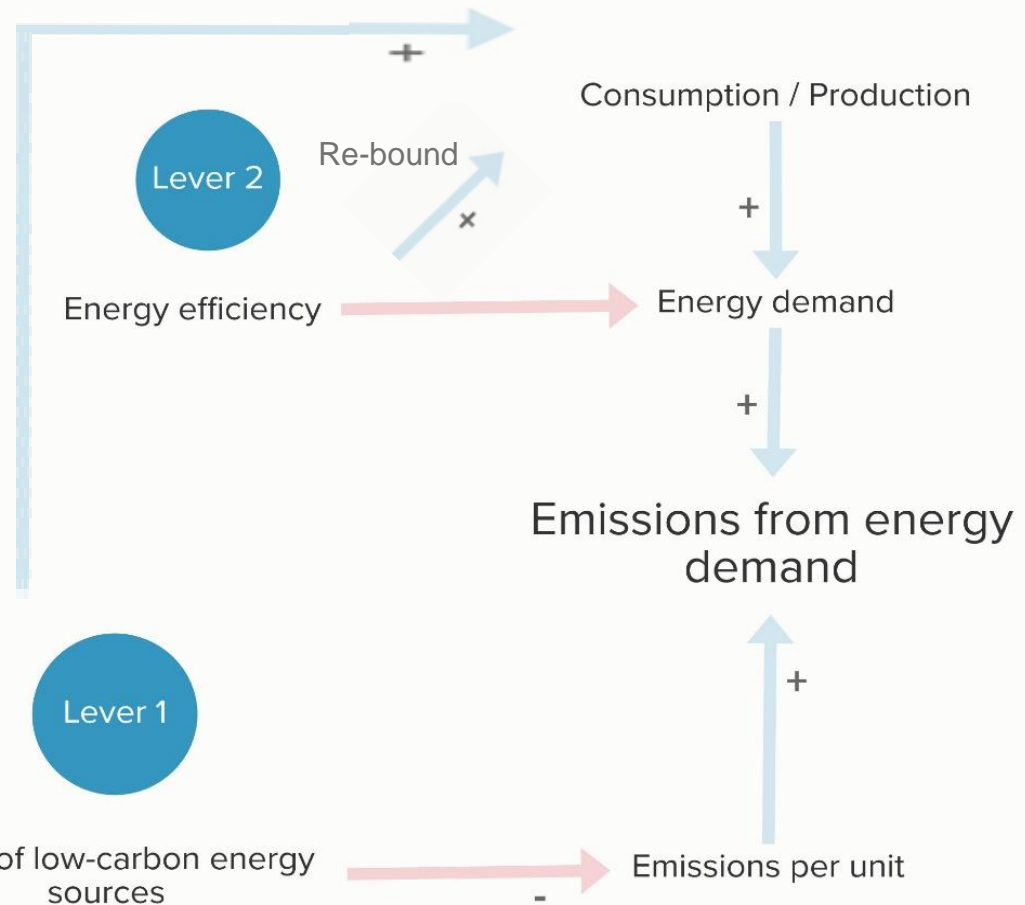 +
Consumption / Production
Re-bound
Lever 2
+
+
Energy efficiency
Energy demand
+
Emissions from energy
demand
+
Lever 1
of low-carbon energy
sources
Emissions per unit
-